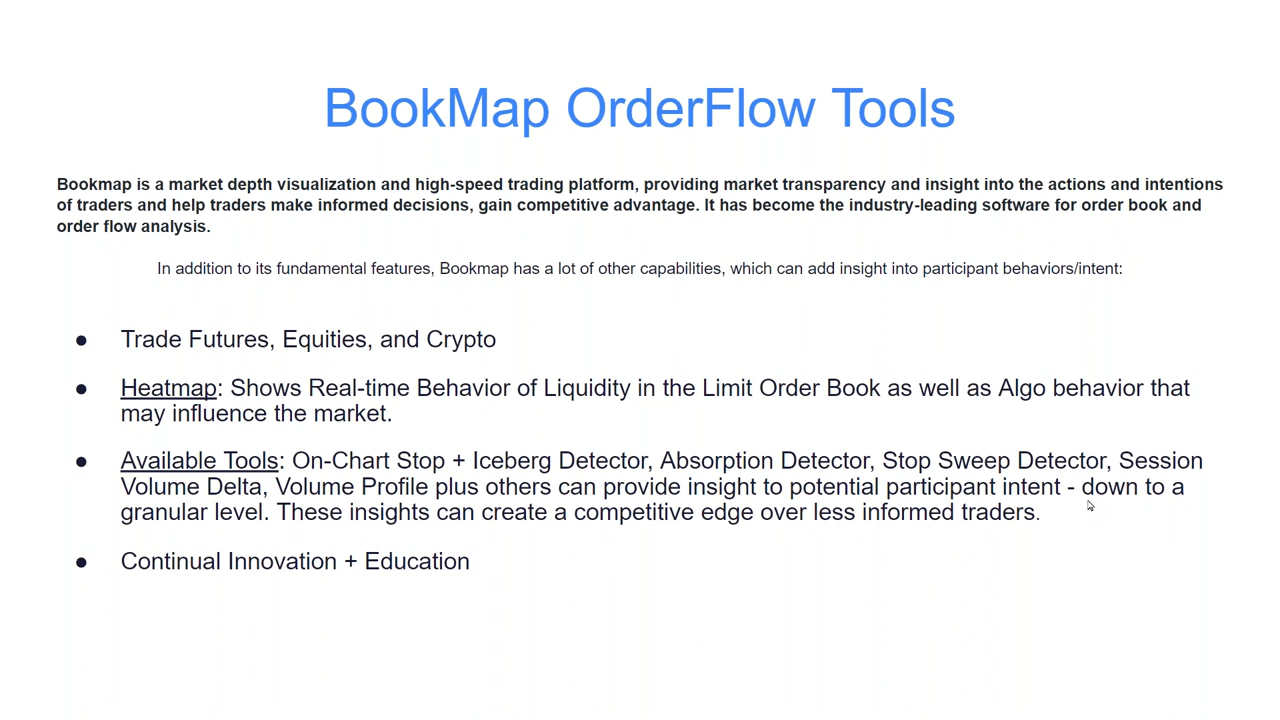 BookMap OrderFlow Tools
Bookmap is a market depth visualization and high-speed trading platform, providing market transparency and insight into the actions and intentions
of traders and help traders make informed decisions, gain competitive advantage. It has become the industry-leading software for order book and
order flow analysis.
In addition to its fundamental features, Bookmap has a lot of other capabilities, which can add insight into participant behaviors/intent:
● Trade Futures, Equities, and Crypto
● Heatmap: Shows Real-time Behavior of Liquidity in the Limit Order Book as well as Algo behavior that
may influence the market.
● Available Tools: On-Chart Stop + Iceberg Detector, Absorption Detector, Stop Sweep Detector, Session
Volume Delta, Volume Profile plus others can provide insight to potential participant intent - down to a
granular level. These insights can create a competitive edge over less informed traders.
● Continual Innovation + Education